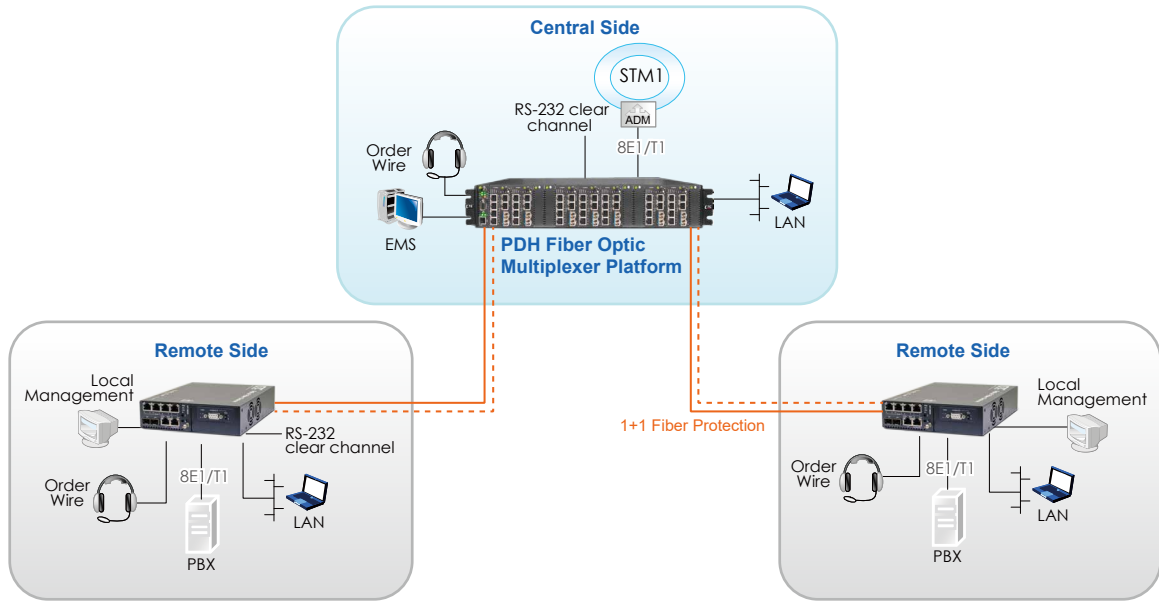 Central Side
STM1
ADM
RS-232 clear
channel
8E1/T1
Order
Wire
EMS
LAN
PDH Fiber Optic
Multiplexer Platform
Remote Side
Local
Management
RS-232
clear channel
8E1/T1
Order
Wire
LAN
PBX
1+1 Fiber Protection
Remote Side
Local
Management
Order
Wire
8E1/T1
LAN
PBX